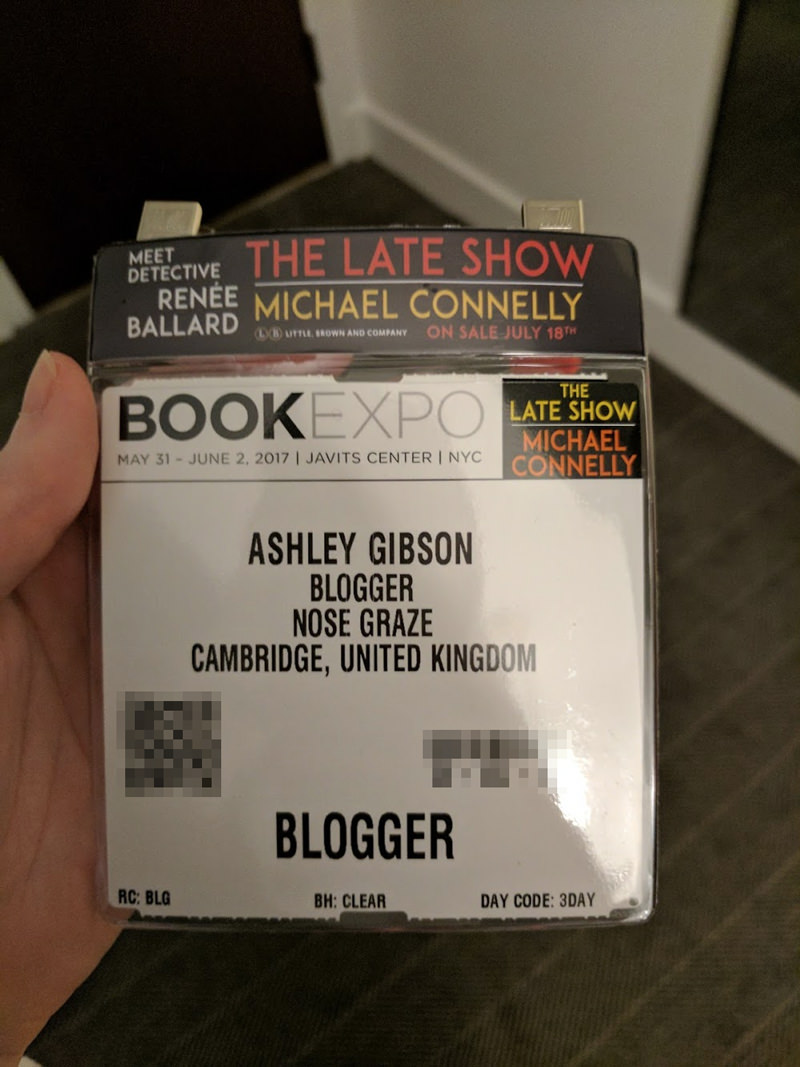 MEET
DETECTIVE
RENÉE
BALLARD
THE LATE SHOW
MICHAEL CONNELLY
LB LITTLE, BROWN AND COMPANY ON SALE JULY 18TH
BOOKEXPO
MAY 31 - JUNE 2, 2017 | JAVITS CENTER | NYC
THE
LATE SHOW
MICHAEL
CONNELLY
ASHLEY GIBSON
BLOGGER
NOSE GRAZE
CAMBRIDGE, UNITED KINGDOM
BLOGGER
RC: BLG BH: CLEAR DAY CODE: 3DAY